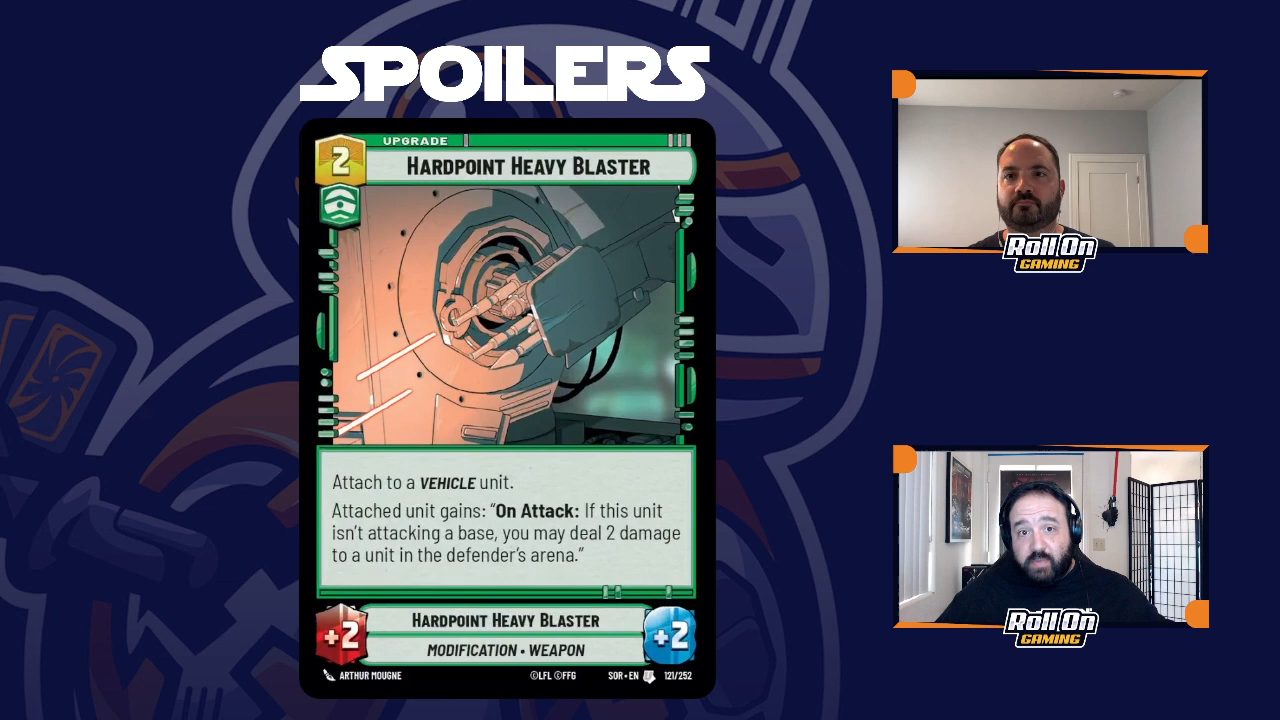 SPOILERS
UPGRADE
2
HARDPOINT HEAVY BLASTER
Attach to a VEHICLE unit.
Attached unit gains: “On Attack: If this unit
isn’t attacking a base, you may deal 2 damage
to a unit in the defender’s arena.”
+2
HARDPOINT HEAVY BLASTER
+2
MODIFICATION • WEAPON
ARTHUR MOUGNE
©LFL ©FFG
SOR•EN
121/252
Roll On
GAMING
Roll On
GAMING